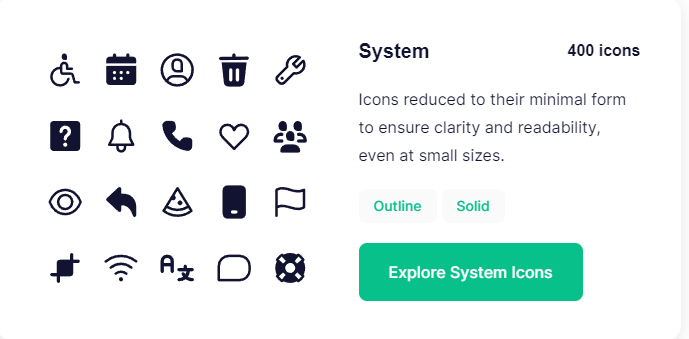 System
400 icons
Icons reduced to their minimal form
to ensure clarity and readability,
even at small sizes.
Outline
Solid
Explore System Icons
?
A 文